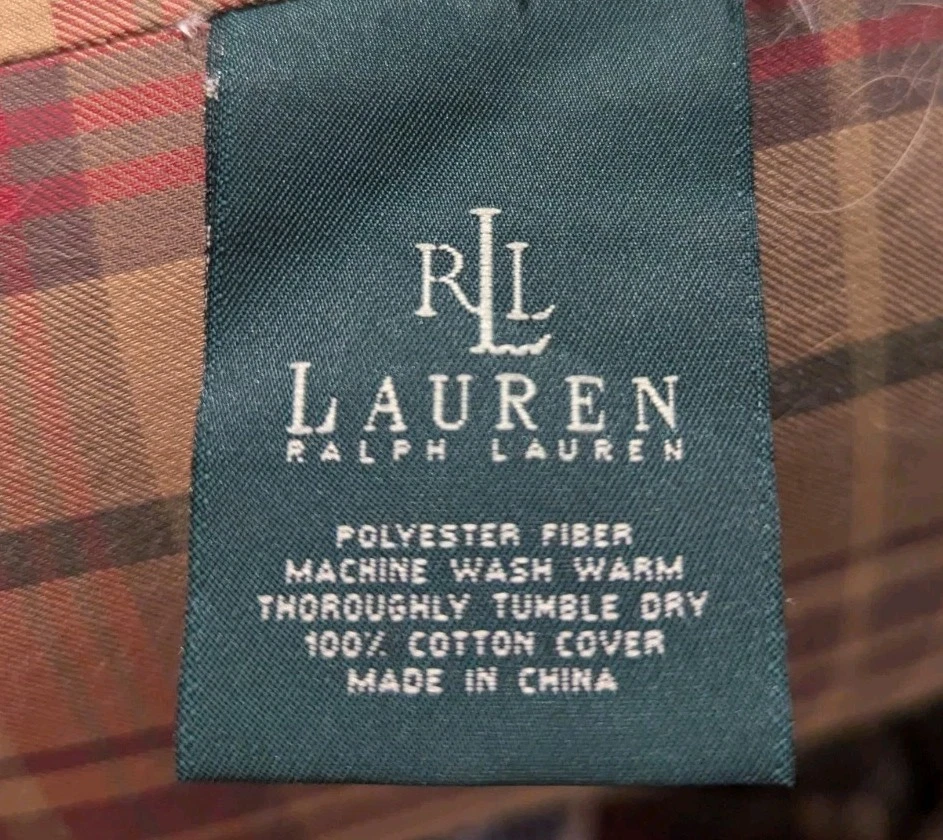 RLL
LAUREN
RALPH LAUREN
POLYESTER FIBER
MACHINE WASH WARM
THOROUGHLY TUMBLE DRY
100% COTTON COVER
MADE IN CHINA